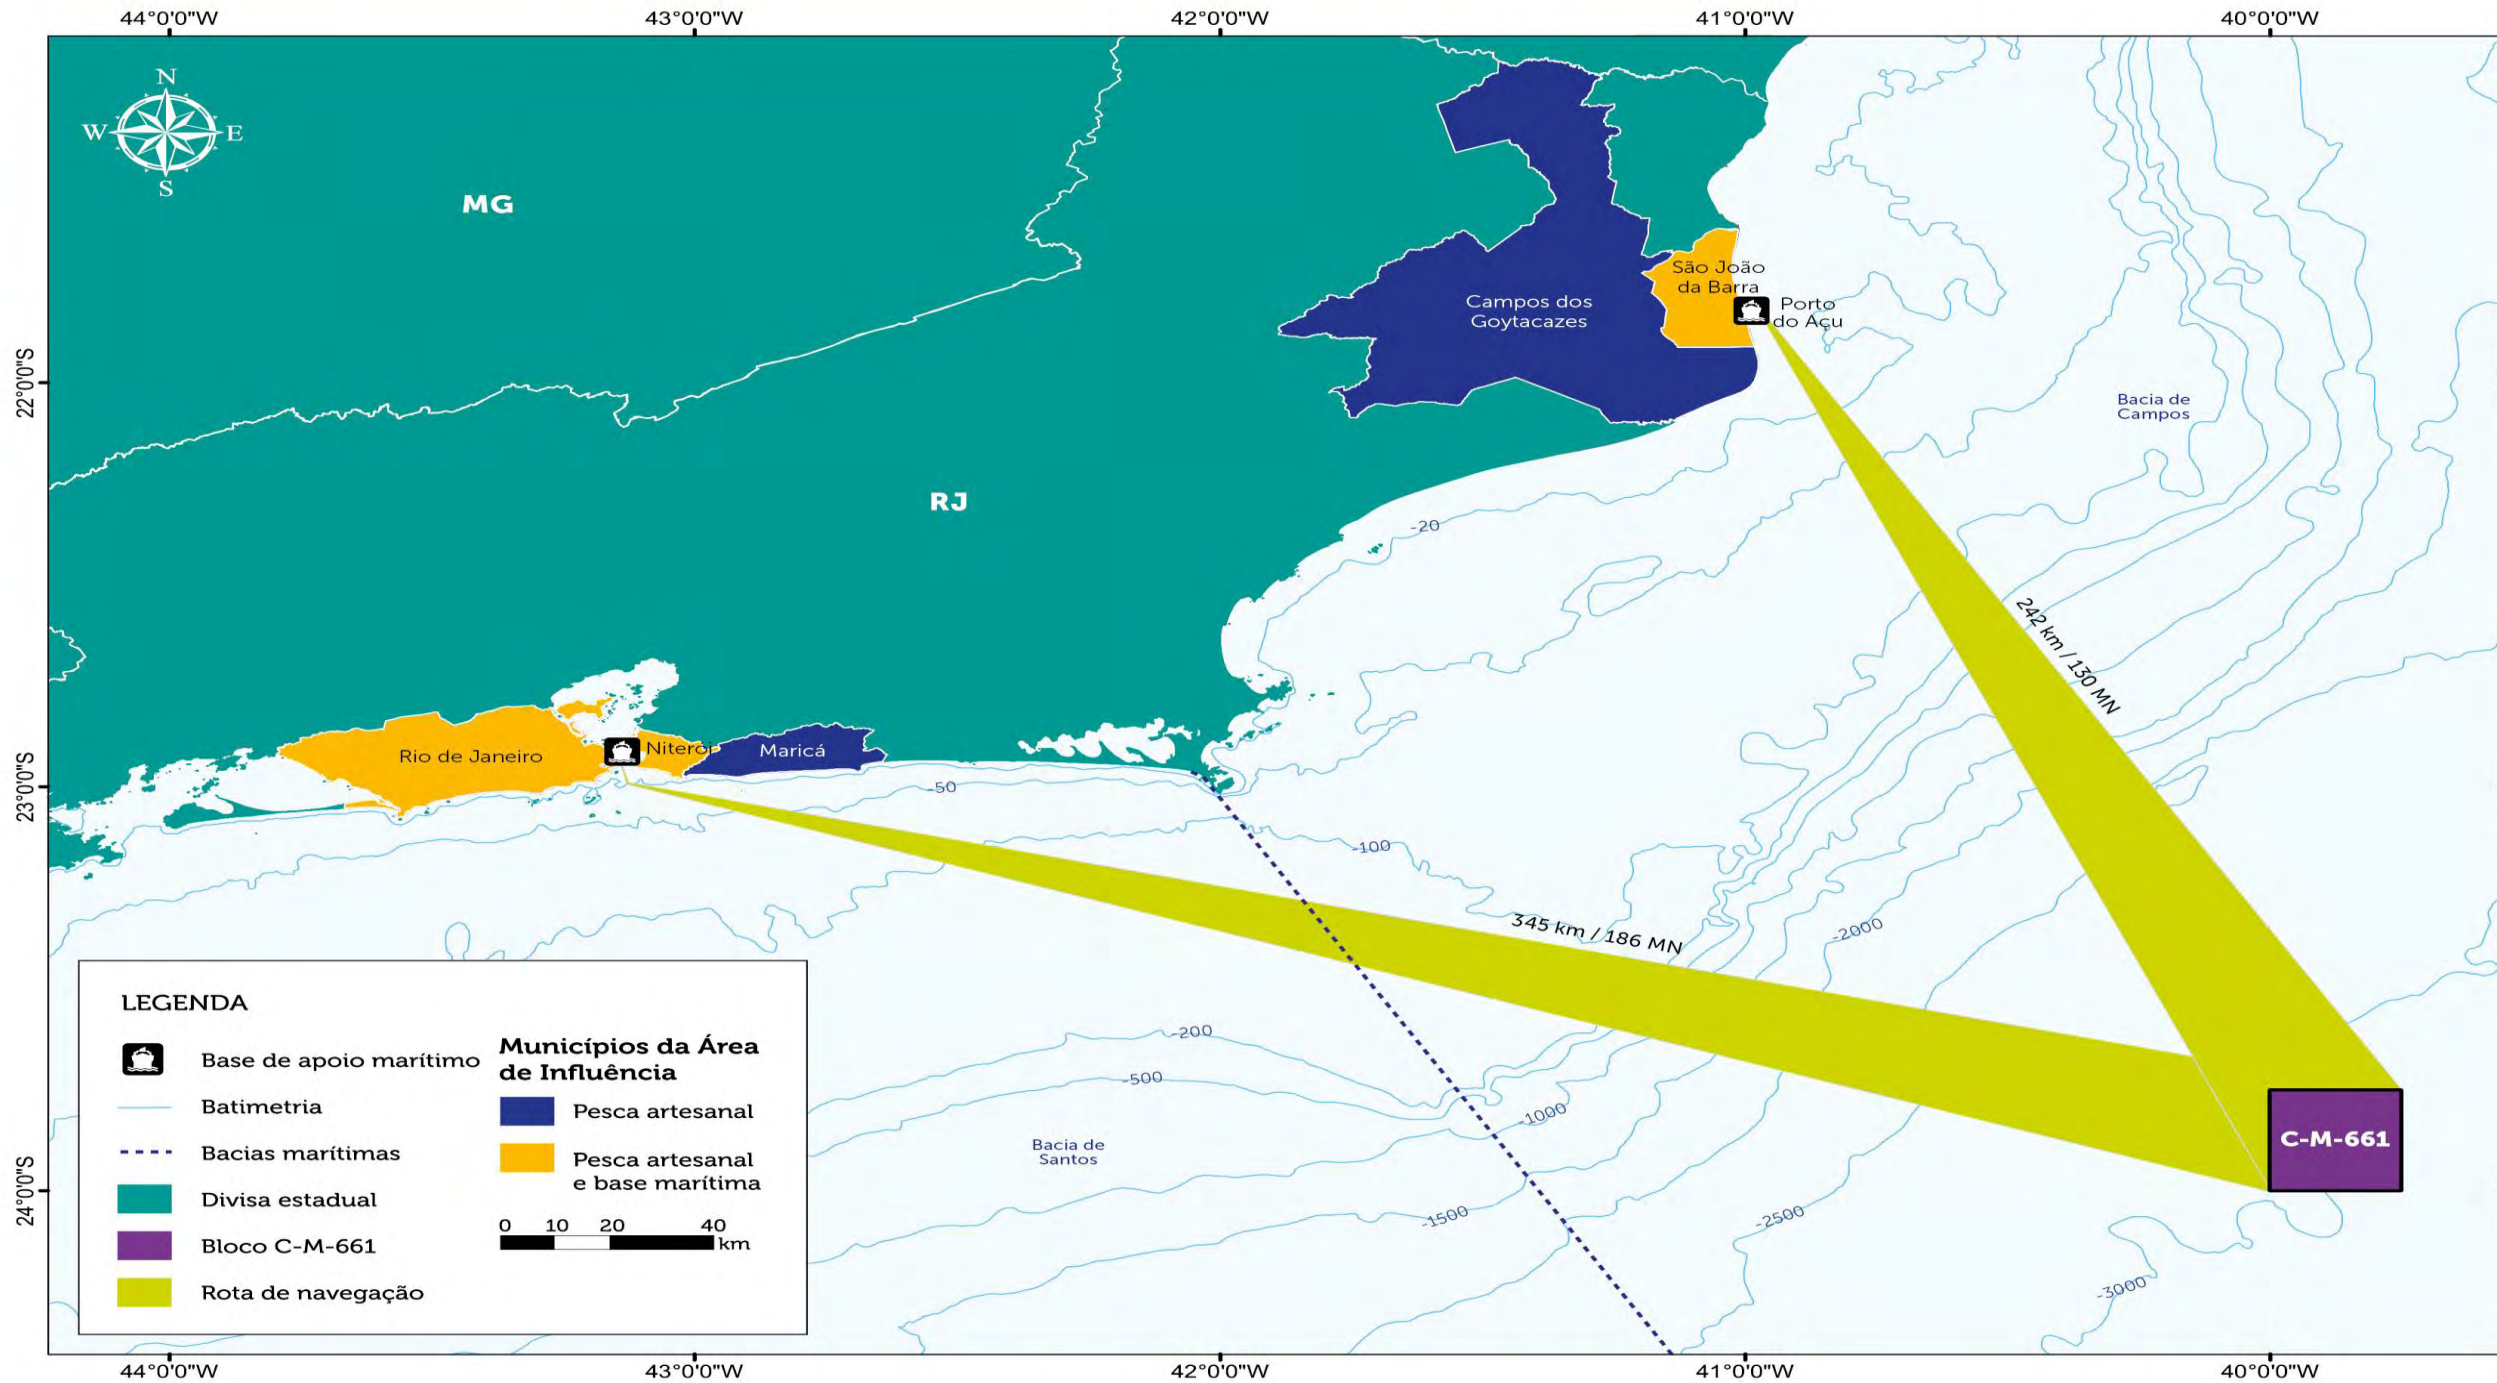 44°0'0"W
43°0'0"W
42°0'0"W
41°0'0"W
40°0'0"W
N
W
E
S
MG
São João
da Barra
Porto
do Açu
Campos dos
Goytacazes
22°0'0"S
Bacia de
Campos
RJ
-20
242 km / 130 MN
Rio de Janeiro
Niterói
Maricá
23°0'0"S
-50
-100
345 km / 186 MN
-2000
-200
-500
-1000
C-M-661
Bacia de
Santos
24°0'0"S
-1500
-2500
-3000
LEGENDA
Base de apoio marítimo
Batimetria
Bacias marítimas
Divisa estadual
Bloco C-M-661
Rota de navegação
Municípios da Área
de Influência
Pesca artesanal
Pesca artesanal
e base marítima
0 10 20 40
km
44°0'0"W
43°0'0"W
42°0'0"W
41°0'0"W
40°0'0"W